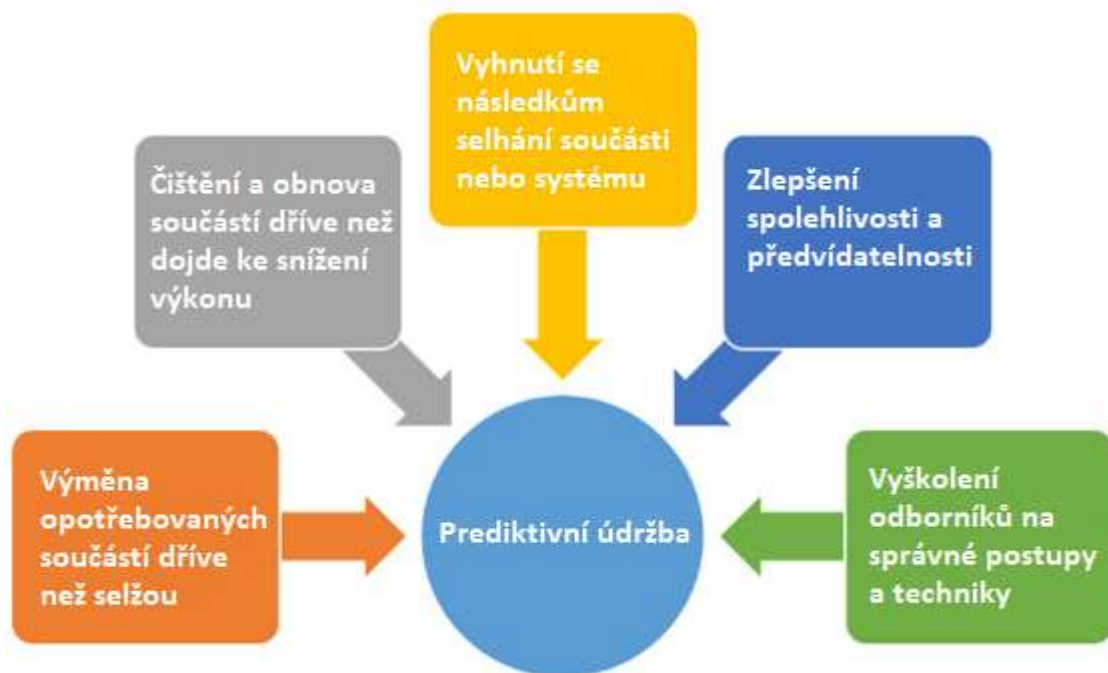 Vyhnutí se
následkům
selhání součásti
nebo systému
Čištění a obnova
součástí dříve než
dojde ke snížení
výkonu
Zlepšení
spolehlivosti a
předvídatelnosti
Výměna
opotřebovaných
součástí dříve
než selžou
Prediktivní údržba
Vyškolení
odborníků na
správné postupy
a techniky